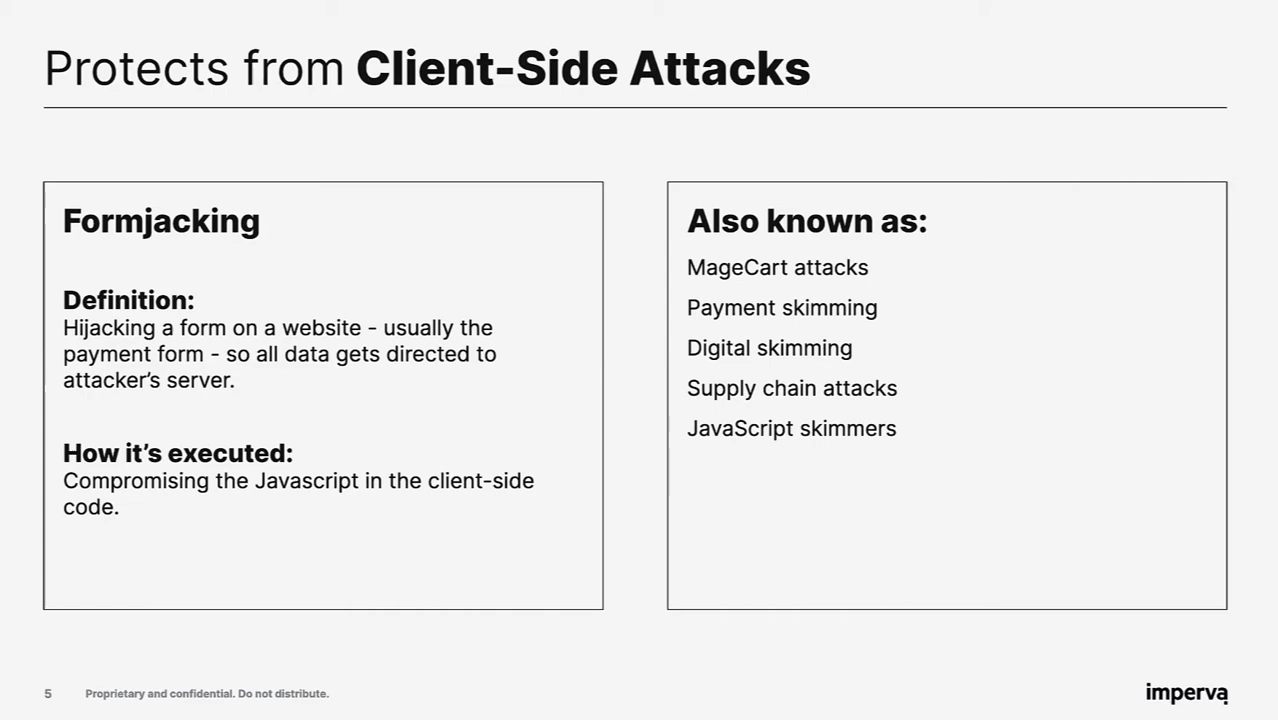 Protects from Client-Side Attacks
Formjacking
Definition:
Hijacking a form on a website - usually the
payment form - so all data gets directed to
attacker’s server.
How it’s executed:
Compromising the Javascript in the client-side
code.
Also known as:
MageCart attacks
Payment skimming
Digital skimming
Supply chain attacks
JavaScript skimmers
5 Proprietary and confidential. Do not distribute.
imperva